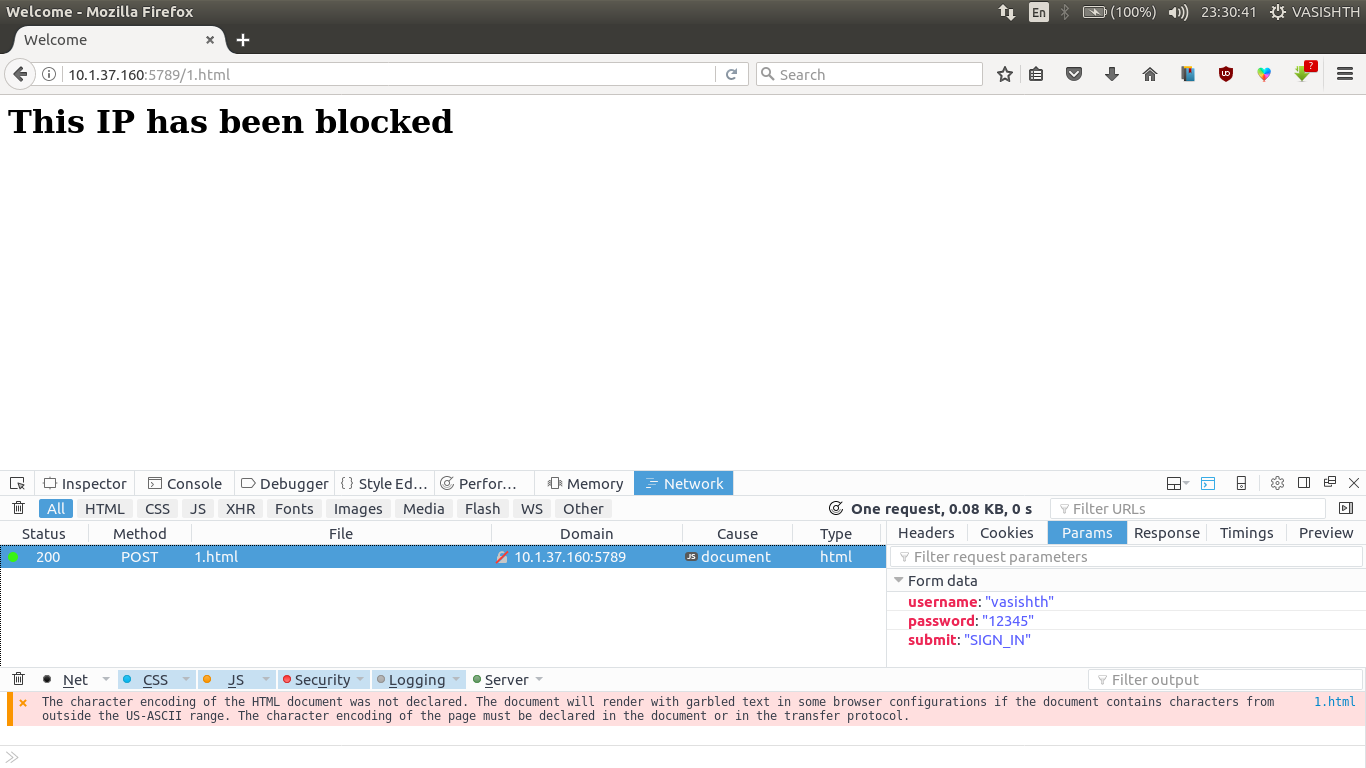 Welcome - Mozilla Firefox En (100%) 23:30:41 VASISHTH
Welcome × +
10.1.37.160:5789/1.html Search ?
This IP has been blocked
Inspector Console Debugger { } Style Ed… Perfor… Memory Network
All HTML CSS JS XHR Fonts Images Media Flash WS Other One request, 0.08 KB, 0 s Filter URLs
Status Method File Domain Cause Type Headers Cookies Params Response Timings Preview
200 POST 1.html 10.1.37.160:5789 JS document html Filter request parameters
Form data
username: "vasishth"
password: "12345"
submit: "SIGN_IN"
Net CSS JS Security Logging Server Filter output
The character encoding of the HTML document was not declared. The document will render with garbled text in some browser configurations if the document contains characters from 1.html
outside the US-ASCII range. The character encoding of the page must be declared in the document or in the transfer protocol.